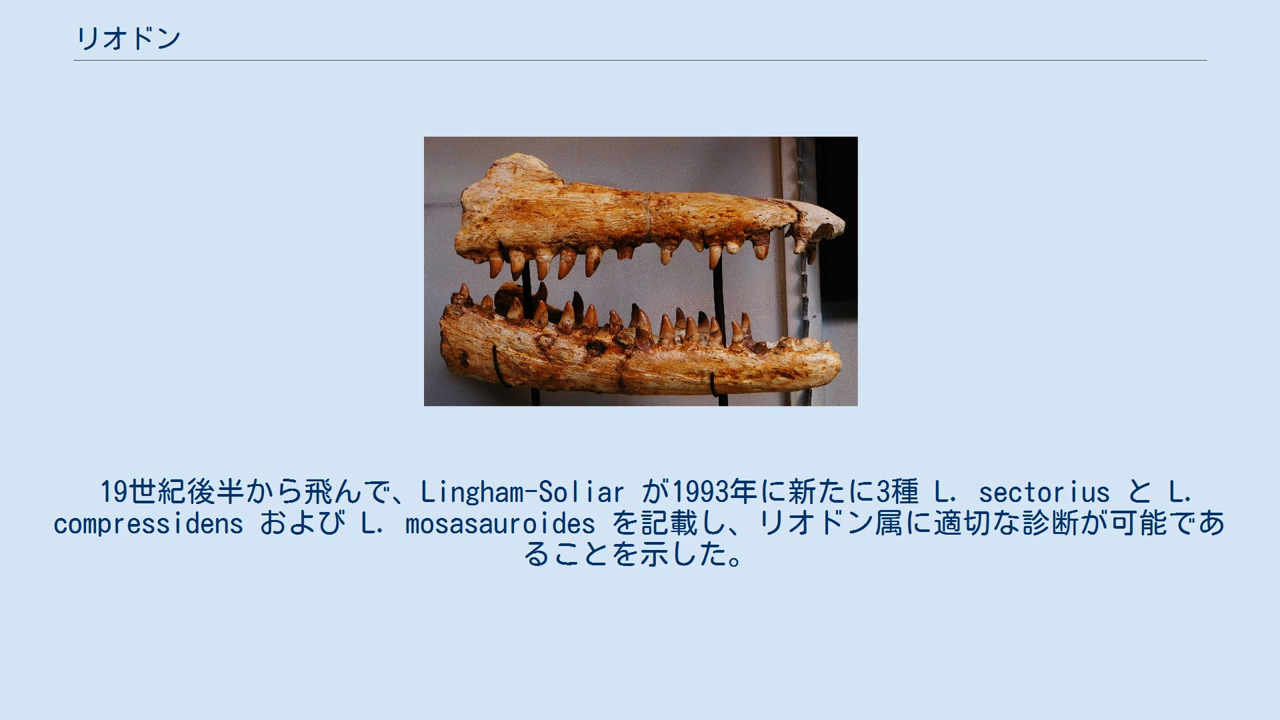 リオドン
19世紀後半から飛んで、Lingham-Soliar が1993年に新たに3種 L. sectorius と L.
compressidens および L. mosasauroides を記載し、リオドン属に適切な診断が可能であ
ることを示した。